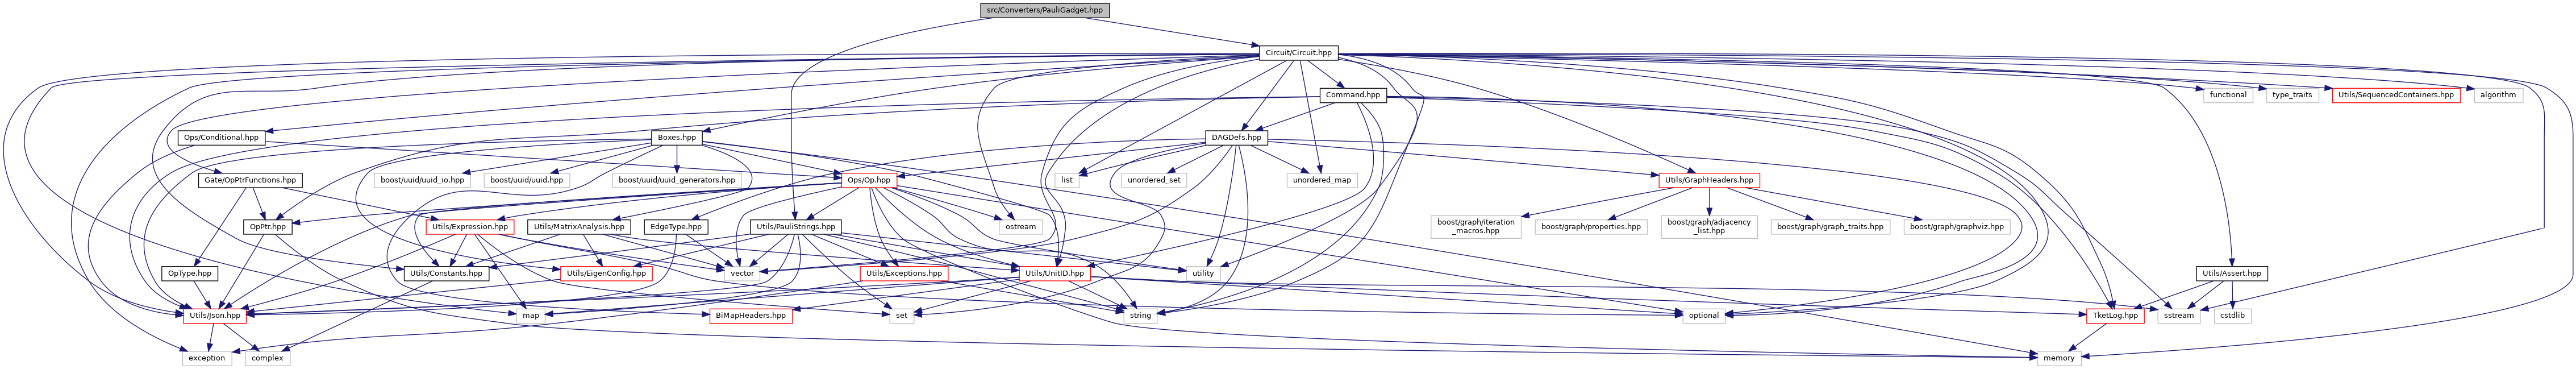 src/Converters/PauliGadget.hpp
Circuit/Circuit.hpp
Command.hpp
functional
type_traits
Utils/SequencedContainers.hpp
algorithm
Ops/Conditional.hpp
Boxes.hpp
DAGDefs.hpp
Gate/OpPtrFunctions.hpp
boost/uuid/uuid_io.hpp
boost/uuid/uuid.hpp
boost/uuid/uuid_generators.hpp
Ops/Op.hpp
list
unordered_set
unordered_map
Utils/GraphHeaders.hpp
OpPtr.hpp
Utils/Expression.hpp
Utils/MatrixAnalysis.hpp
EdgeType.hpp
Utils/PauliStrings.hpp
ostream
boost/graph/iteration
_macros.hpp
boost/graph/properties.hpp
boost/graph/adjacency
_list.hpp
boost/graph/graph_traits.hpp
boost/graph/graphviz.hpp
OpType.hpp
Utils/Constants.hpp
Utils/EigenConfig.hpp
vector
Utils/Exceptions.hpp
Utils/UnitID.hpp
utility
Utils/Assert.hpp
Utils/Json.hpp
map
BiMapHeaders.hpp
set
string
optional
TketLog.hpp
sstream
cstdlib
exception
complex
memory